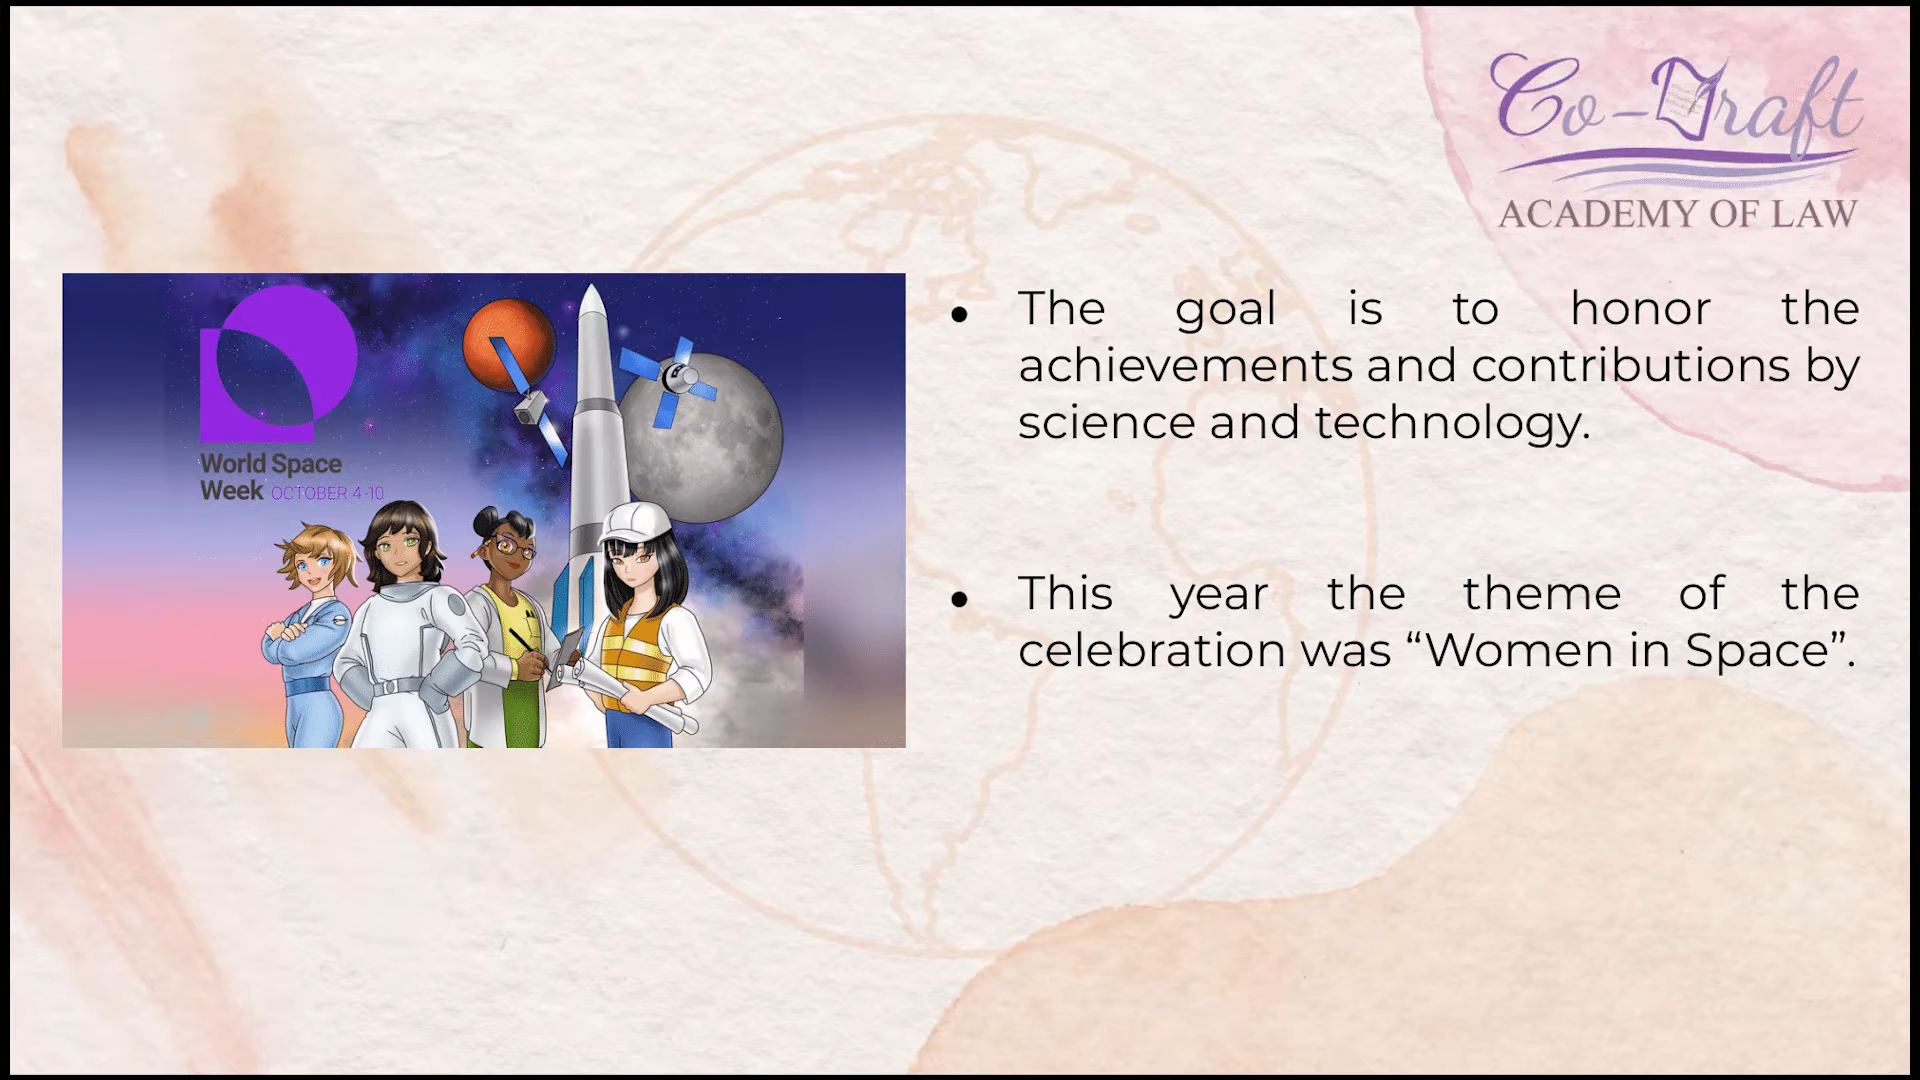 Co-Draft
ACADEMY OF LAW
World Space
Week OCTOBER 4-10
● The goal is to honor the
achievements and contributions by
science and technology.
● This year the theme of the
celebration was “Women in Space”.